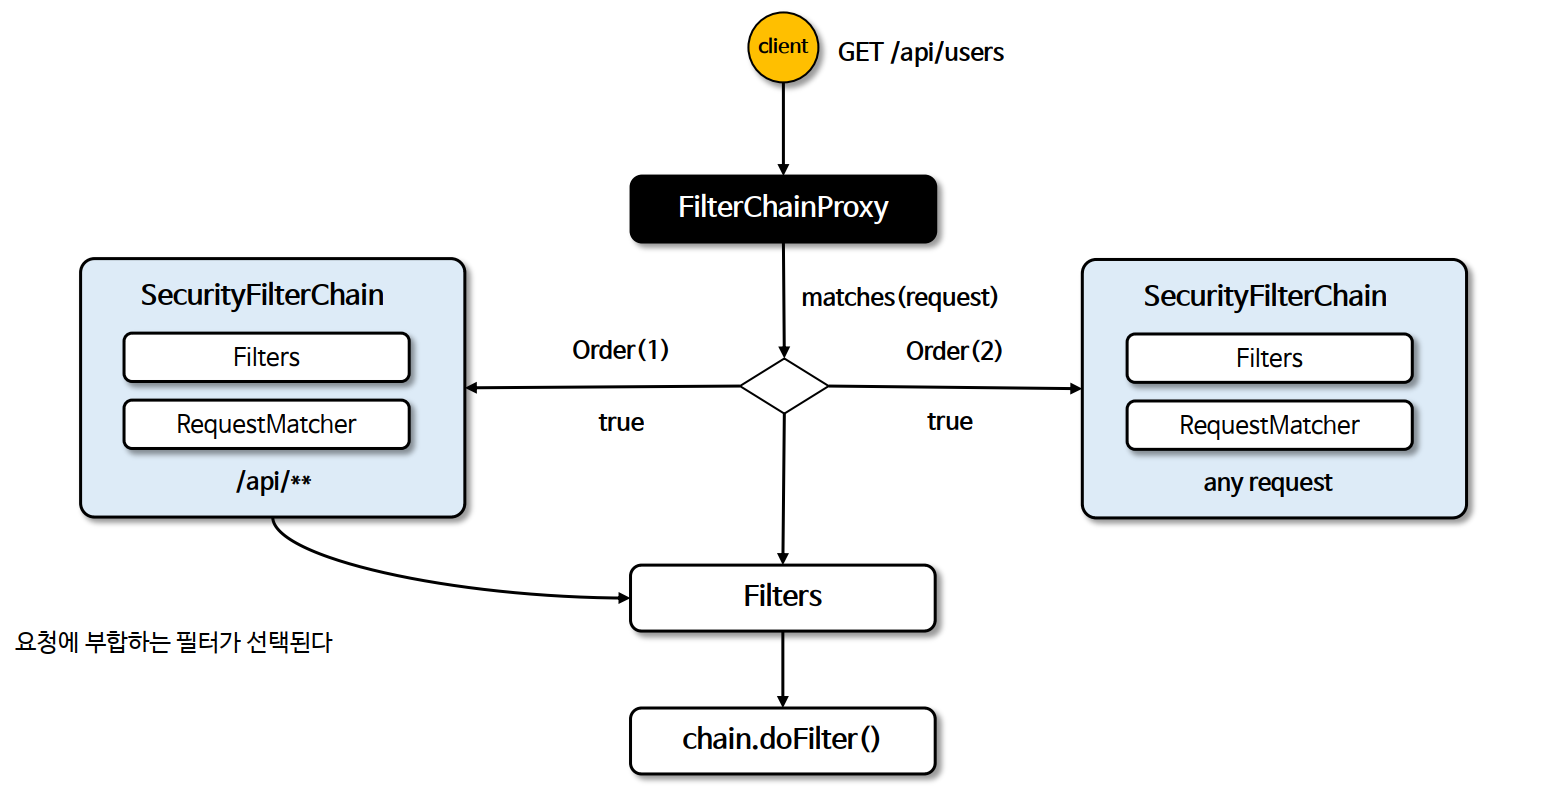 client
GET /api/users
FilterChainProxy
matches(request)
SecurityFilterChain
Filters
RequestMatcher
/api/**
Order(1)
true
Order(2)
true
SecurityFilterChain
Filters
RequestMatcher
any request
요청에 부합하는 필터가 선택된다
Filters
chain.doFilter()